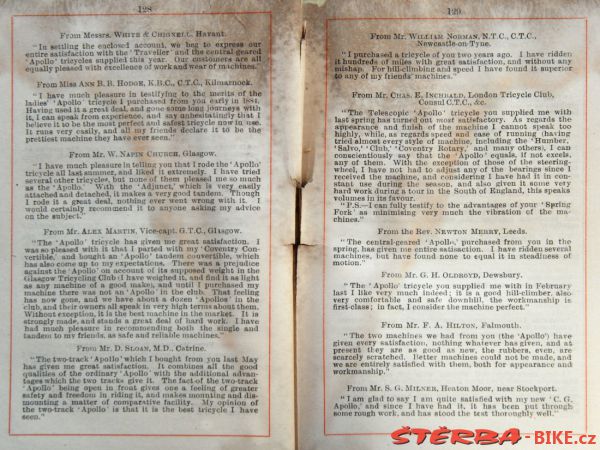 128
From Messrs. WHITE & CHIGNELL, Havant.
"In settling the enclosed account, we beg to express our
entire satisfaction with the 'Traveller' and the central geared
'Apollo' tricycles supplied this year. Our customers are all
equally pleased with excellence of work and wear of machines."
From Miss ANN B. B. HODGE, K.B.C., C.T.C., Kilmarnock.
"I have much pleasure in testifying to the merits of the
ladies' 'Apollo' tricycle I purchased from you early in 1884.
Having used it a great deal, and gone some long journeys with
it, I can speak from experience, and say unhesitatingly that I
believe it to be the most perfect and safest tricycle now in use.
It runs very easily, and all my friends declare it to be the
prettiest machine they have ever seen."
From Mr. W. NAPIN CHURCH, Glasgow.
"I have much pleasure in telling you that I rode the 'Apollo'
tricycle all last summer, and liked it extremely. I have tried
several other tricycles, but none of them pleased me so much
as the 'Apollo.' With the 'Adjunct,' which is very easily
attached and detached, it makes a very good tandem. Though
I rode it a great deal, nothing ever went wrong with it. I
would certainly recommend it to anyone asking my advice
on the subject."
From Mr. ALEX MARTIN, Vice-capt. G.T.C., Glasgow.
"The 'Apollo' tricycle has given me great satisfaction. I
was so pleased with it that I parted with my 'Coventry Con-
vertible,' and bought an 'Apollo' tandem convertible, which
has also come up to my expectations. There was a prejudice
against the 'Apollo' on account of its supposed weight in the
Glasgow Tricycling Club (I have weighed it, and find it as light
as any machine of a good make), and until I purchased my
machine there was not an 'Apollo' in the club. That feeling
has now gone, and we have about a dozen 'Apollos' in the
club, and their owners all speak in very high terms about them.
Without exception, it is the best machine in the market. It is
strongly made, and stands a great deal of hard work. I have
had much pleasure in recommending both the single and
tandem to my friends, as safe and reliable machines."
From Mr. D. SLOAN, M.D., Catrine.
"The two-track 'Apollo' which I bought from you last May
has given me great satisfaction. It combines all the good
qualities of the ordinary 'Apollo' with the additional advan-
tages which the two tracks give it. The fact of the two-track
'Apollo' being open in front gives one a feeling of greater
safety and freedom in riding it, and makes mounting and dis-
mounting a matter of comparative facility. My opinion of
the two-track 'Apollo' is that it is the best tricycle I have
seen."
129
From Mr. WILLIAM NORMAN, N.T.C., C.T.C.,
Newcastle-on-Tyne.
"I purchased a tricycle of you two years ago. I have ridden
it hundreds of miles with great satisfaction, and without any
mishap. For hill-climbing and speed I have found it superior
to any of my friends' machines."
From Mr. CHAS. E. INCHBALD, London Tricycle Club,
Consul C.T.C., &c.
"The Telescopic 'Apollo' tricycle you supplied me with
last spring has turned out most satisfactory. As regards the
appearance and finish of the machine I cannot speak too
highly, while, as regards speed and ease of running (having
tried almost every style of machine, including the 'Humber,'
'Salvo,' 'Club,' 'Coventry Rotary,' and many others, I can
conscientiously say that the 'Apollo' equals, if not excels,
any of them. With the exception of those of the steering-
wheel, I have not had to adjust any of the bearings since I
received the machine, and considering I have had it in con-
stant use during the season, and also given it some very
hard work during a tour in the South of England, this speaks
volumes in its favour.
"P.S.—I can fully testify to the advantages of your 'Spring
Fork' as minimising very much the vibration of the ma-
chines."
From the Rev. NEWTON MERRY, Leeds.
"The central-geared 'Apollo,' purchased from you in the
spring, has given me entire satisfaction. I have ridden several
machines, but have found none to equal it in steadiness of
motion."
From Mr. G. H. OLDROYD, Dewsbury.
"The 'Apollo' tricycle you supplied me with in February
last I like very much indeed; it is a good hill-climber, also
very comfortable and safe downhill, the workmanship is
first-class; in fact, I consider the machine perfect."
From Mr. F. A. HILTON, Falmouth.
"The two machines we had from you (the 'Apollo') have
given every satisfaction, nothing whatever has given, and at
present they are as good as new, the rubbers, even, are
scarcely scratched. Better machines could not be made, and
we are entirely satisfied with them, both for appearance and
workmanship."
From Mr. S. G. MILNER, Heaton Moor, near Stockport.
"I am glad to say I am quite satisfied with my new 'C. G.
Apollo,' and since I have had it, it has been put through
some rough work, and has stood the test thoroughly well."
ŠTĚRBA-BIKE.cz